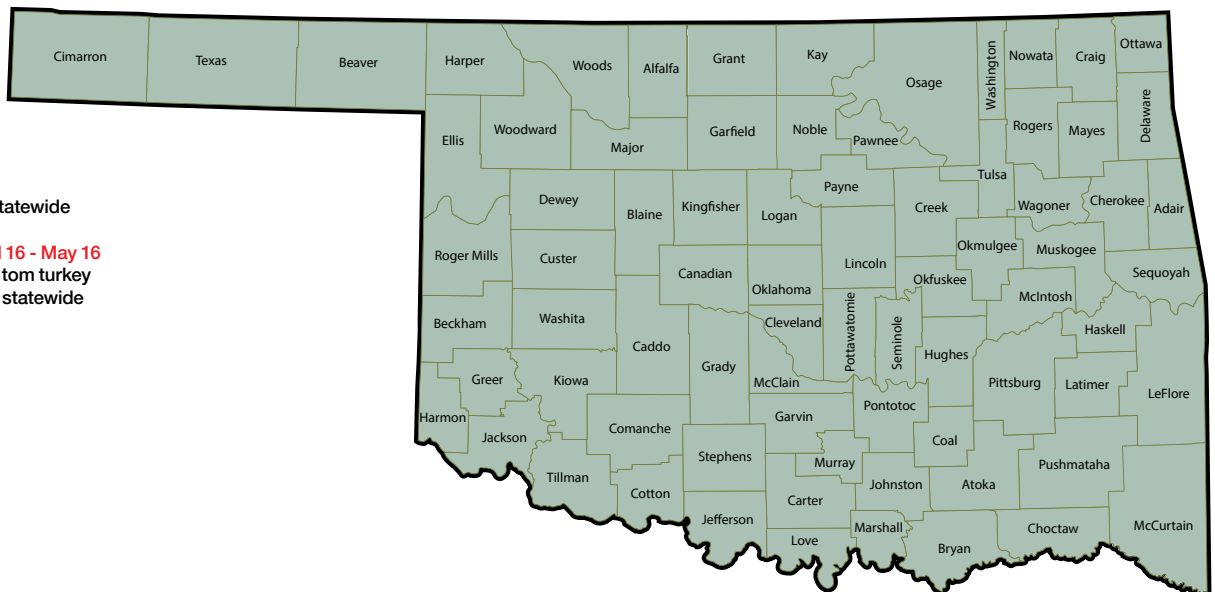 Cimarron
Texas
Beaver
Harper
Woods
Alfalfa
Grant
Kay
Osage
Washington
Nowata
Craig
Ottawa
Ellis
Woodward
Major
Garfield
Noble
Pawnee
Rogers
Mayes
Delaware
tatewide
16 - May 16
tom turkey
statewide
Dewey
Blaine
Kingfisher
Logan
Payne
Creek
Tulsa
Wagoner
Cherokee
Adair
Roger Mills
Custer
Canadian
Oklahoma
Lincoln
Okfuskee
Okmulgee
Muskogee
McIntosh
Sequoyah
Beckham
Washita
Caddo
Grady
Cleveland
McClain
Pottawatomie
Seminole
Hughes
Pittsburg
Haskell
Latimer
LeFlore
Harmon
Greer
Kiowa
Jackson
Comanche
Garvin
Pontotoc
Coal
Tillman
Cotton
Stephens
Murray
Johnston
Atoka
Pushmataha
Jefferson
Carter
Love
Marshall
Bryan
Choctaw
McCurtain